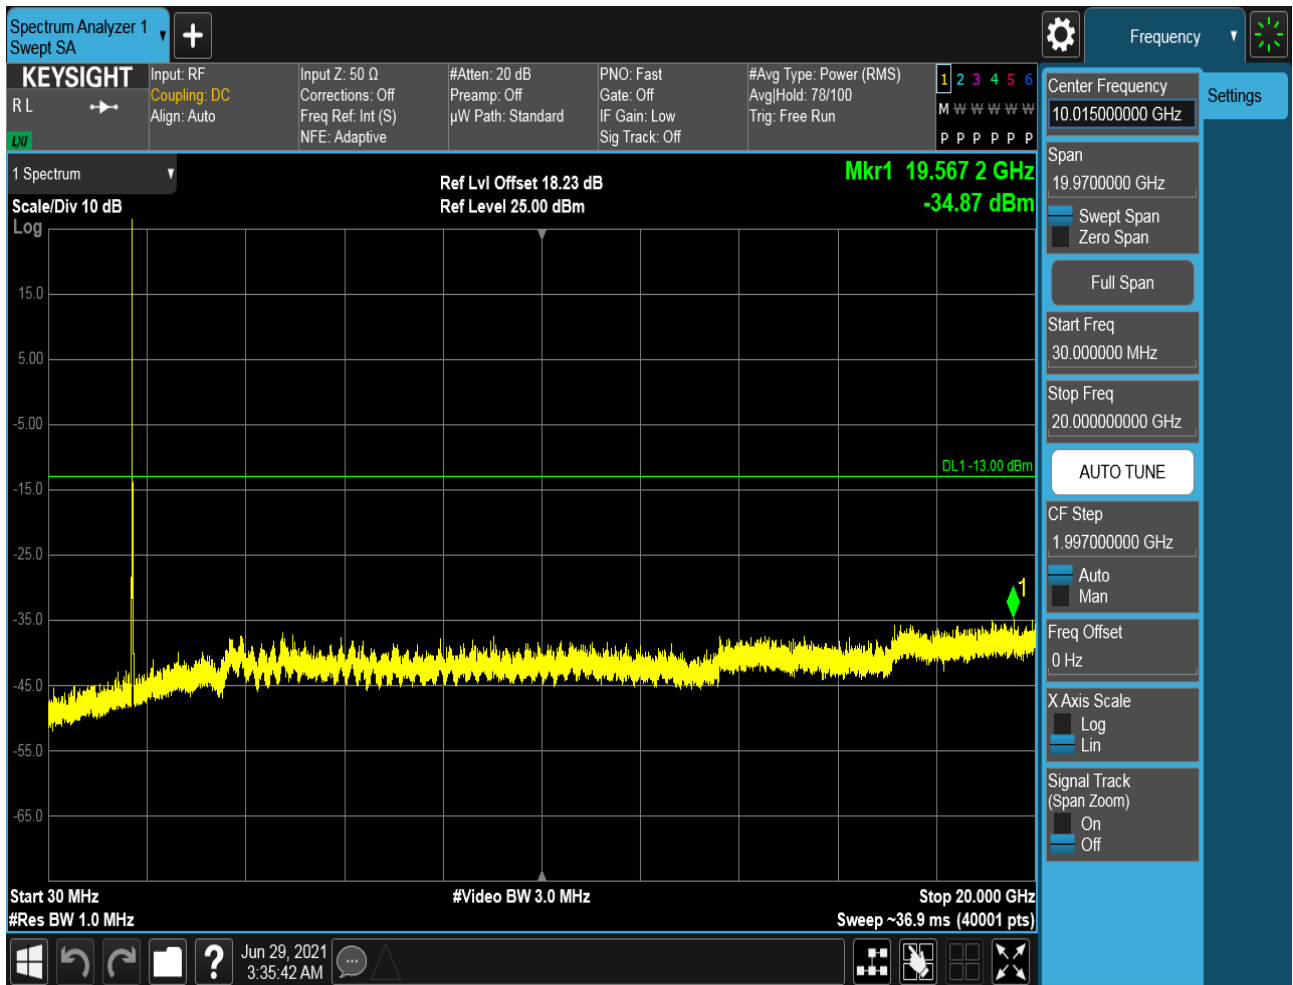 Spectrum Analyzer 1
Swept SA
Frequency
KEYSIGHT
R L
LXI
Input: RF
Coupling: DC
Align: Auto
Input Z: 50 Ω
Corrections: Off
Freq Ref: Int (S)
NFE: Adaptive
#Atten: 20 dB
Preamp: Off
µW Path: Standard
PNO: Fast
Gate: Off
IF Gain: Low
Sig Track: Off
#Avg Type: Power (RMS)
Avg|Hold: 78/100
Trig: Free Run
1 2 3 4 5 6
M W W W W W
P P P P P P
1 Spectrum
Scale/Div 10 dB
Log
Ref Lvl Offset 18.23 dB
Ref Level 25.00 dBm
Mkr1 19.567 2 GHz
-34.87 dBm
15.0
5.00
-5.00
-15.0
-25.0
-35.0
-45.0
-55.0
-65.0
DL1 -13.00 dBm
1
Start 30 MHz
#Res BW 1.0 MHz
#Video BW 3.0 MHz
Stop 20.000 GHz
Sweep ~36.9 ms (40001 pts)
?
Jun 29, 2021
3:35:42 AM
Center Frequency
10.015000000 GHz
Settings
Span
19.9700000 GHz
Swept Span
Zero Span
Full Span
Start Freq
30.000000 MHz
Stop Freq
20.000000000 GHz
AUTO TUNE
CF Step
1.997000000 GHz
Auto
Man
Freq Offset
0 Hz
X Axis Scale
Log
Lin
Signal Track
(Span Zoom)
On
Off